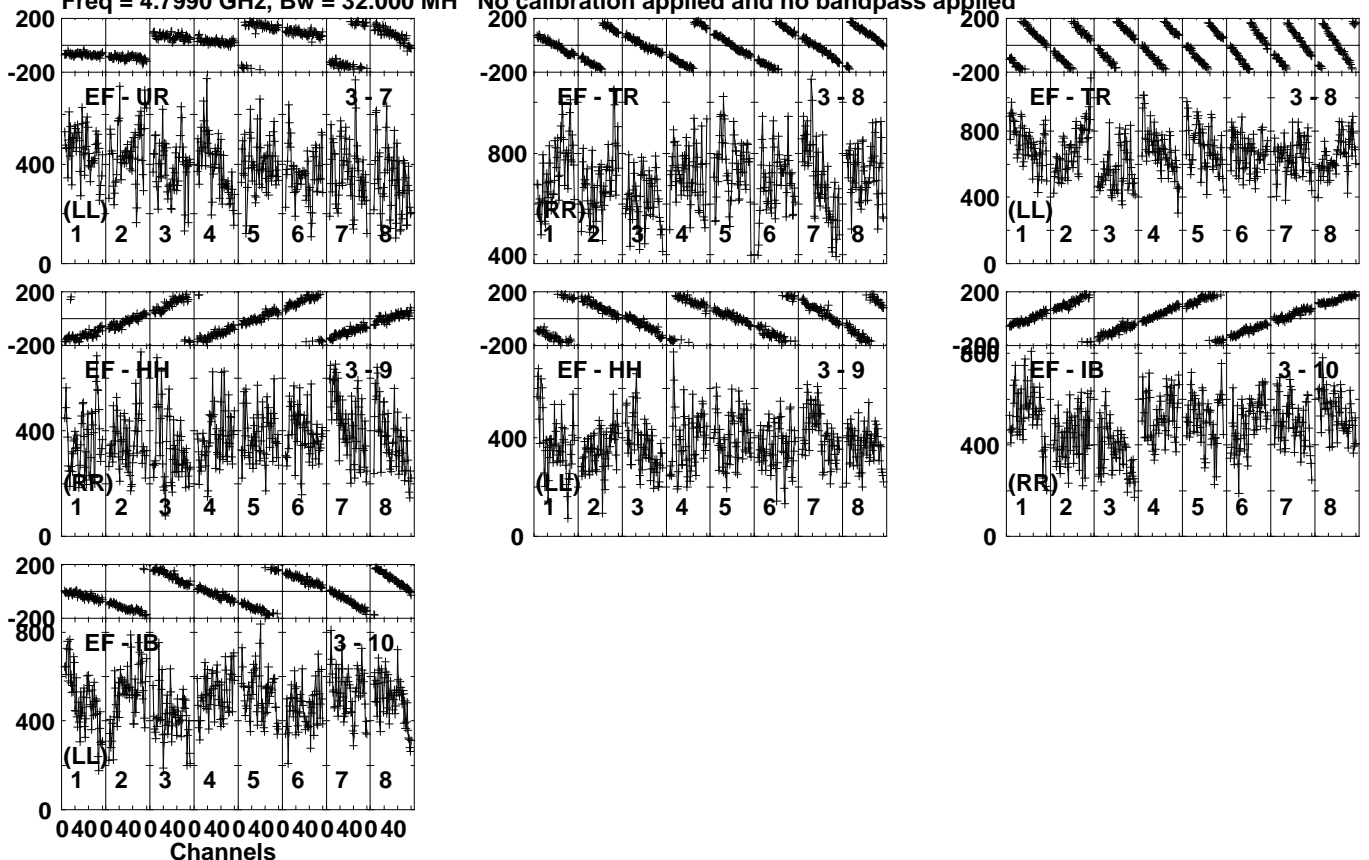 Freq = 4.7990 GHz, Bw = 32.000 MH No calibration applied and no bandpass applied
200
-200
EF - UR 3 - 7
400
(LL)
1 2 3 4 5 6 7 8
0
200
-200
EF - TR 3 - 8
800
(RR)
1 2 3 4 5 6 7 8
400
200
-200
EF - TR 3 - 8
800
400
(LL)
1 2 3 4 5 6 7 8
0
200
-200
EF - HH 3 - 9
400
(RR)
1 2 3 4 5 6 7 8
0
200
-200
EF - HH 3 - 9
400
(LL)
1 2 3 4 5 6 7 8
0
200
-200
800
EF - IB 3 - 10
400
(RR)
1 2 3 4 5 6 7 8
0
200
-200
800
EF - IB 3 - 10
400
(LL)
1 2 3 4 5 6 7 8
0
0 40 0 40 0 40 0 40 0 40 0 40 0 40 0 40
Channels